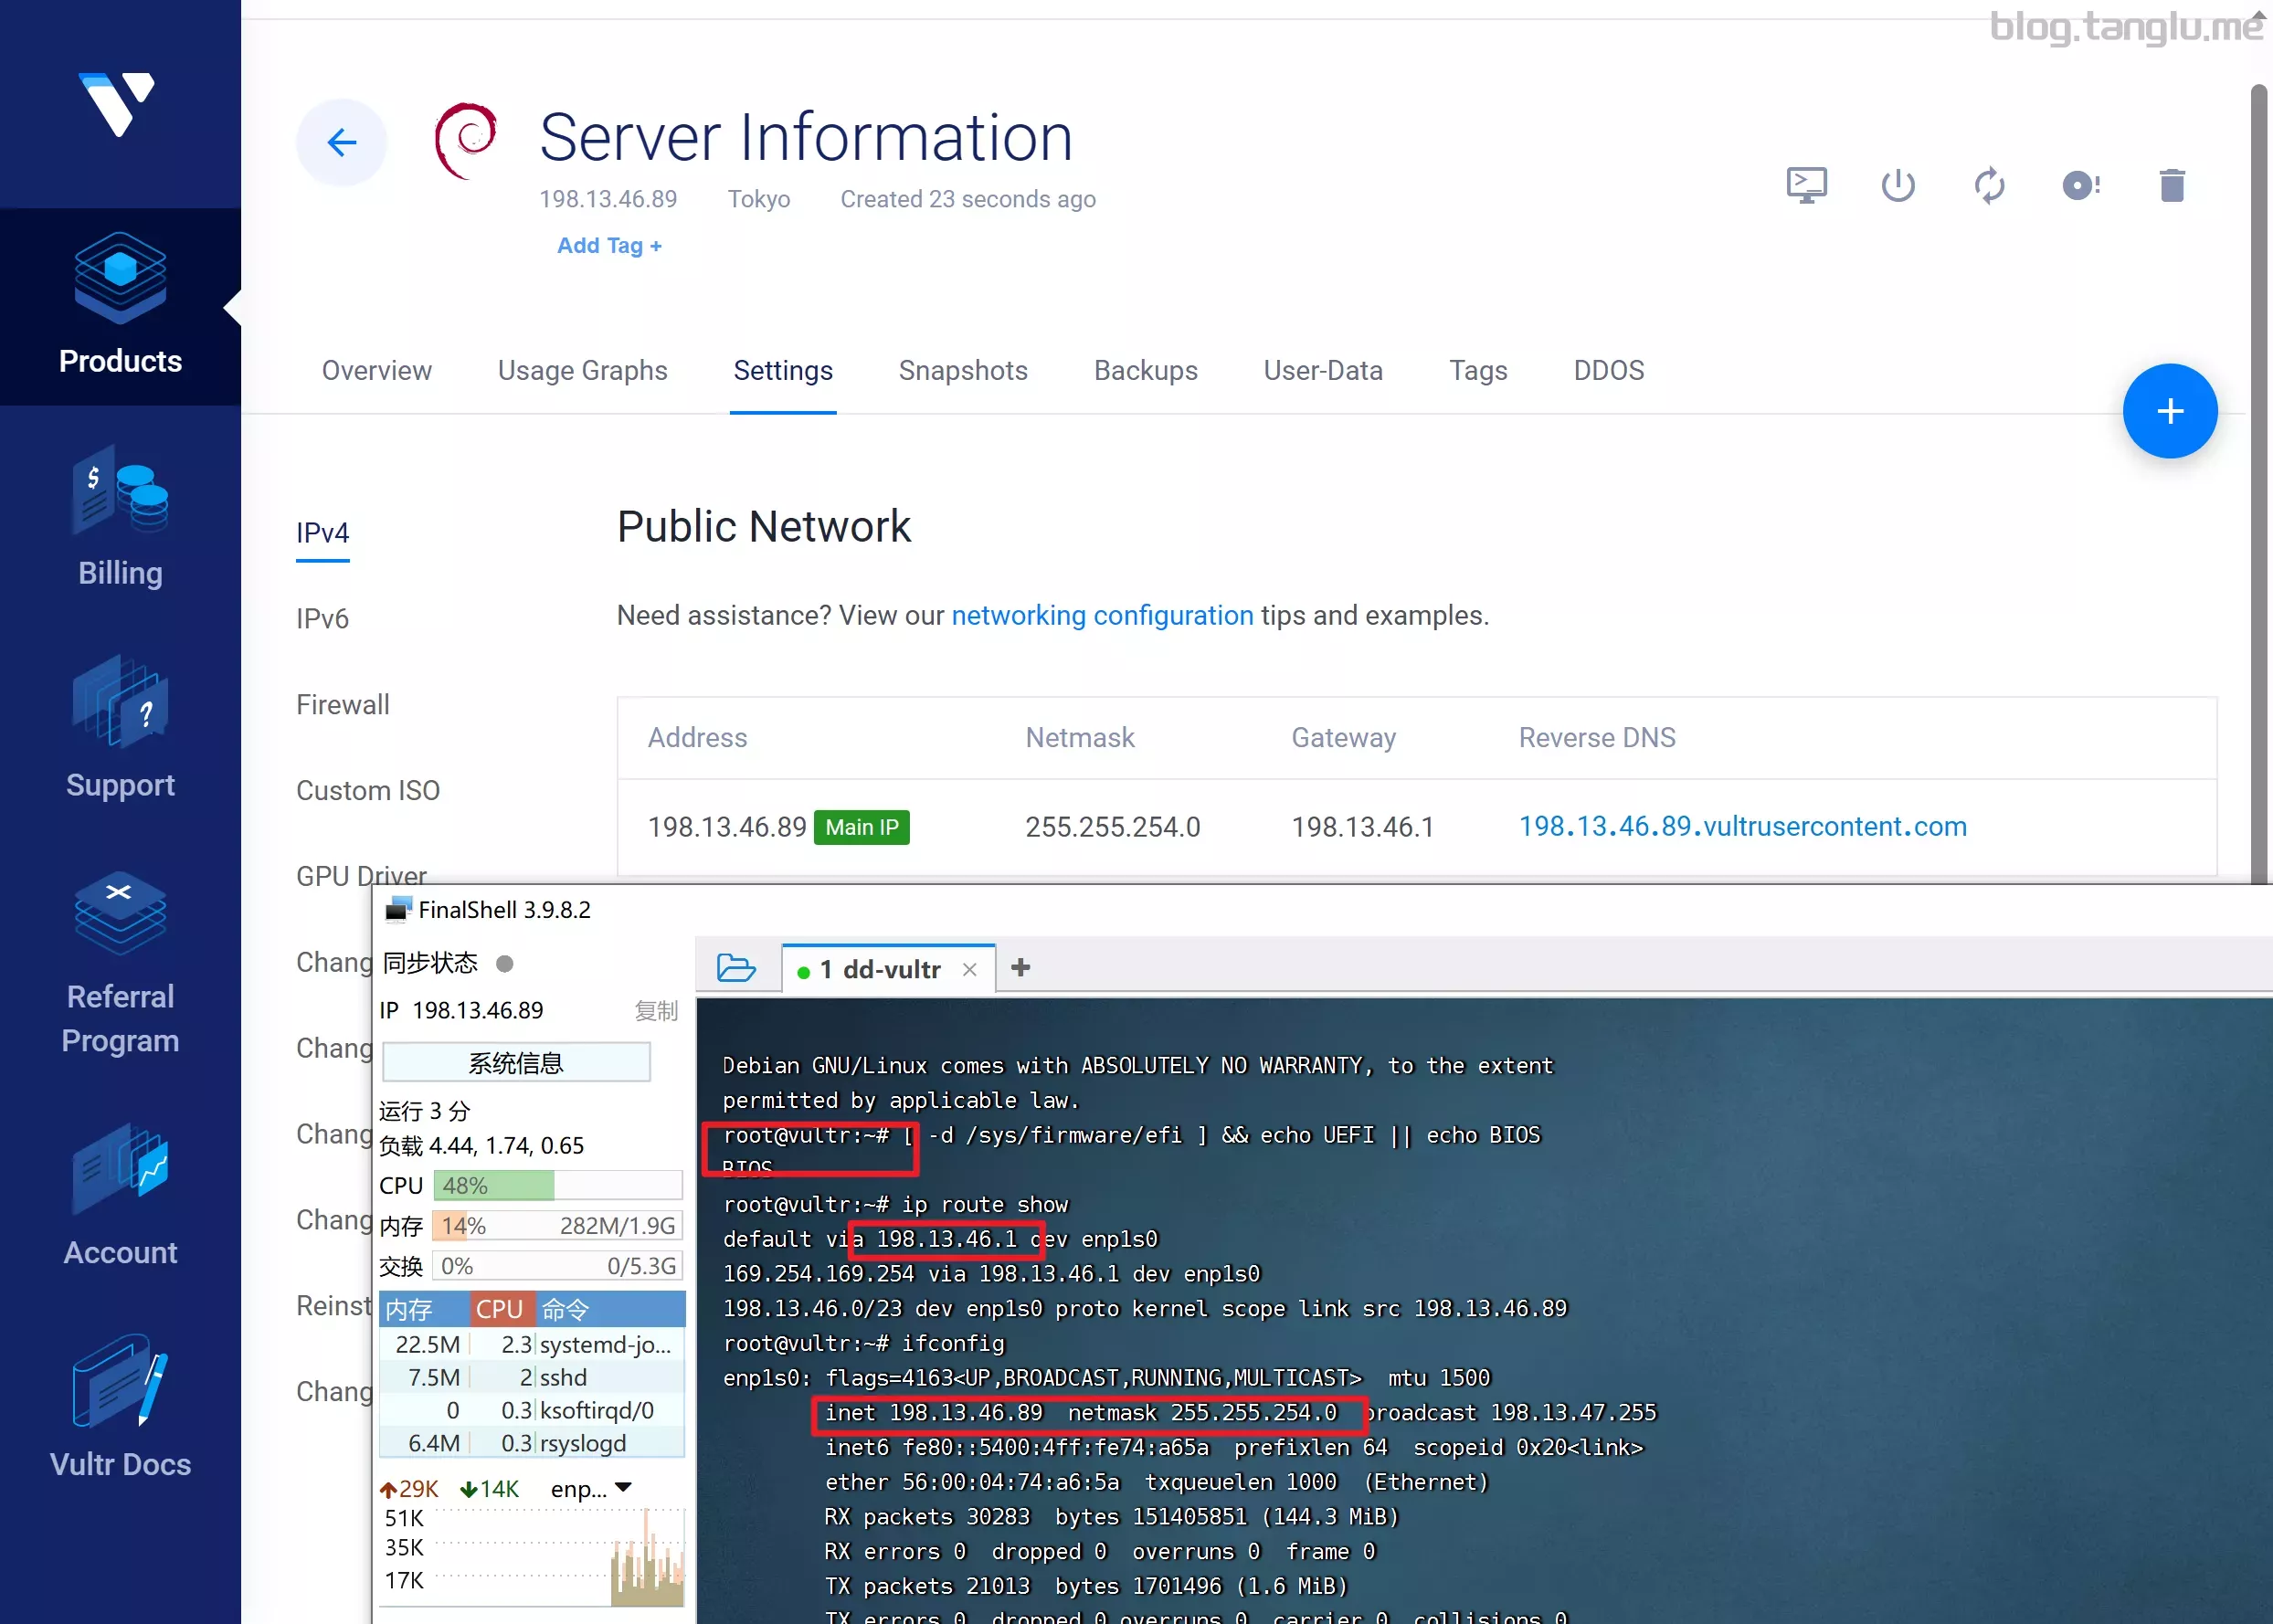 blog.tanglu.me
Server Information
198.13.46.89 Tokyo Created 23 seconds ago
Add Tag +
Products
Billing
Support
Referral
Program
Account
Vultr Docs
Overview Usage Graphs Settings Snapshots Backups User-Data Tags DDOS
IPv4
IPv6
Firewall
Custom ISO
GPU Driver
Chang
Chang
Chang
Chang
Reinst
Chang
Public Network
Need assistance? View our networking configuration tips and examples.
Address Netmask Gateway Reverse DNS
198.13.46.89 Main IP 255.255.254.0 198.13.46.1 198.13.46.89.vultrusercontent.com
FinalShell 3.9.8.2
同步状态
IP 198.13.46.89 复制
系统信息
运行 3 分
负载 4.44, 1.74, 0.65
CPU 48%
内存 14% 282M/1.9G
交换 0% 0/5.3G
内存 CPU 命令
22.5M 2.3 systemd-jo...
7.5M 2 sshd
0 0.3 ksoftirqd/0
6.4M 0.3 rsyslogd
29K 14K enp...
51K
35K
17K
1 dd-vultr
Debian GNU/Linux comes with ABSOLUTELY NO WARRANTY, to the extent
permitted by applicable law.
root@vultr:~# [ -d /sys/firmware/efi ] && echo UEFI || echo BIOS
BIOS
root@vultr:~# ip route show
default via 198.13.46.1 dev enp1s0
169.254.169.254 via 198.13.46.1 dev enp1s0
198.13.46.0/23 dev enp1s0 proto kernel scope link src 198.13.46.89
root@vultr:~# ifconfig
enp1s0: flags=4163<UP,BROADCAST,RUNNING,MULTICAST> mtu 1500
inet 198.13.46.89 netmask 255.255.254.0 broadcast 198.13.47.255
inet6 fe80::5400:4ff:fe74:a65a prefixlen 64 scopeid 0x20<link>
ether 56:00:04:74:a6:5a txqueuelen 1000 (Ethernet)
RX packets 30283 bytes 151405851 (144.3 MiB)
RX errors 0 dropped 0 overruns 0 frame 0
TX packets 21013 bytes 1701496 (1.6 MiB)
TX errors 0 dropped 0 overruns 0 carrier 0 collisions 0